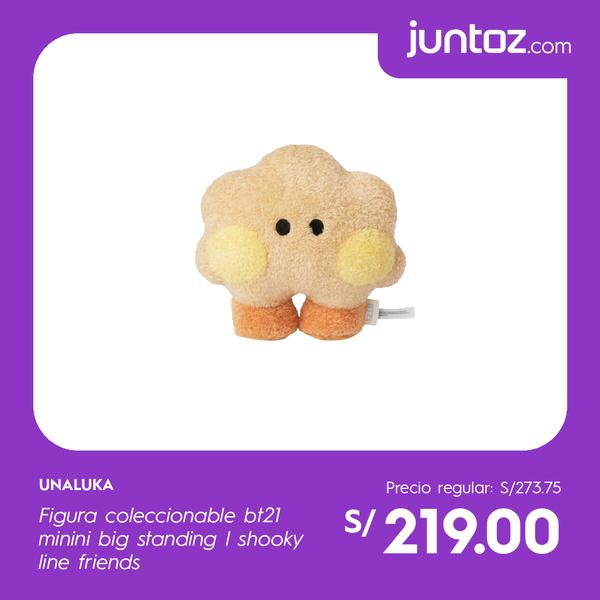 juntoz.com
UNALUKA
Figura coleccionable bt21
minini big standing l shooky
line friends
Precio regular: S/273.75
S/219.00